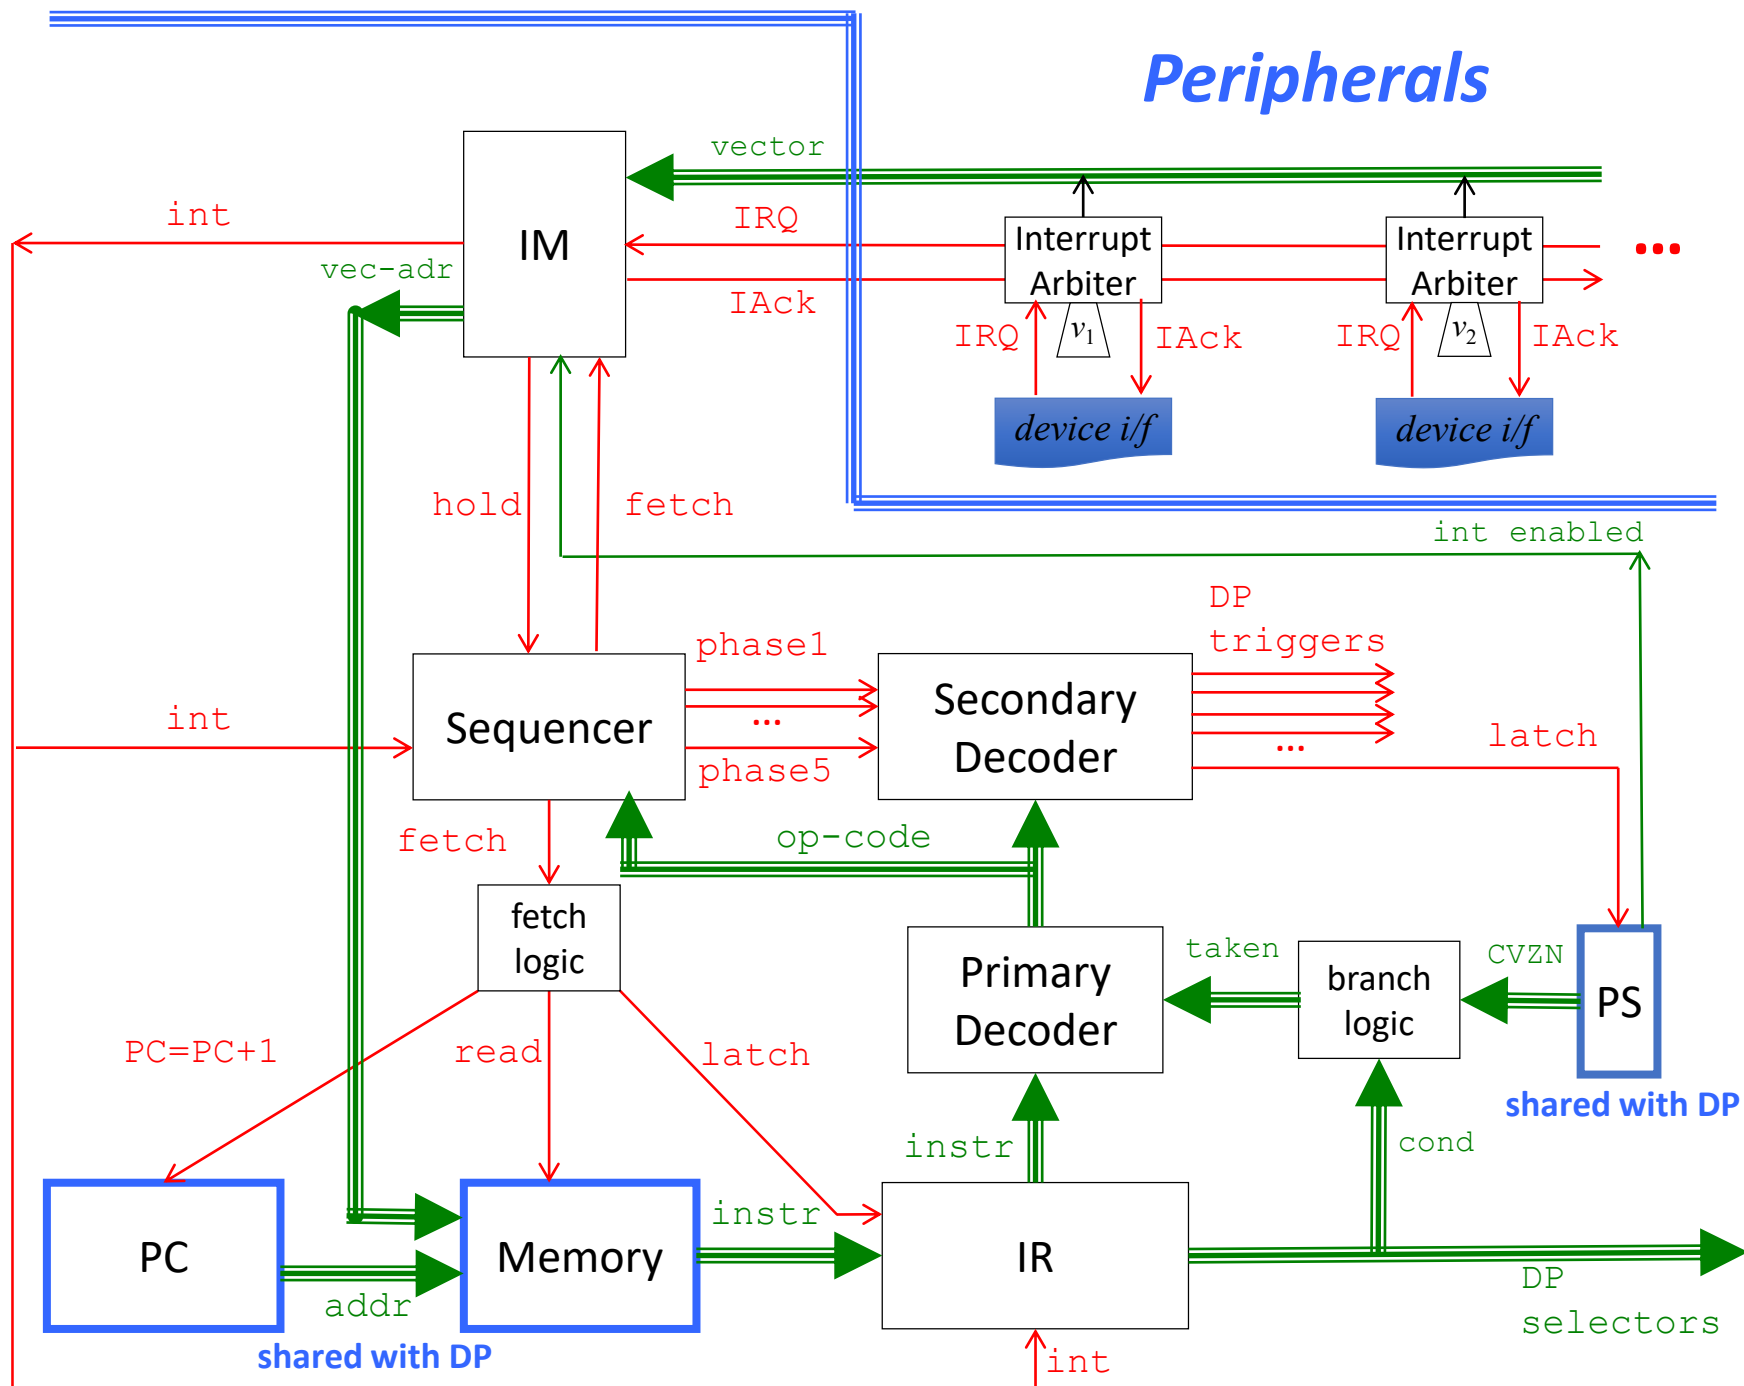 Peripherals
vector
int
IM
IRQ
Interrupt
Arbiter
Interrupt
Arbiter
...
vec-adr
IAck
IRQ
v1
IAck
IRQ
v2
IAck
device i/f
device i/f
hold
fetch
int enabled
DP
triggers
phase1
...
phase5
int
Sequencer
Secondary
Decoder
...
latch
fetch
op-code
fetch
logic
Primary
Decoder
taken
branch
logic
CVZN
PS
PC=PC+1
read
latch
shared with DP
instr
cond
PC
addr
Memory
instr
IR
DP
selectors
shared with DP
int